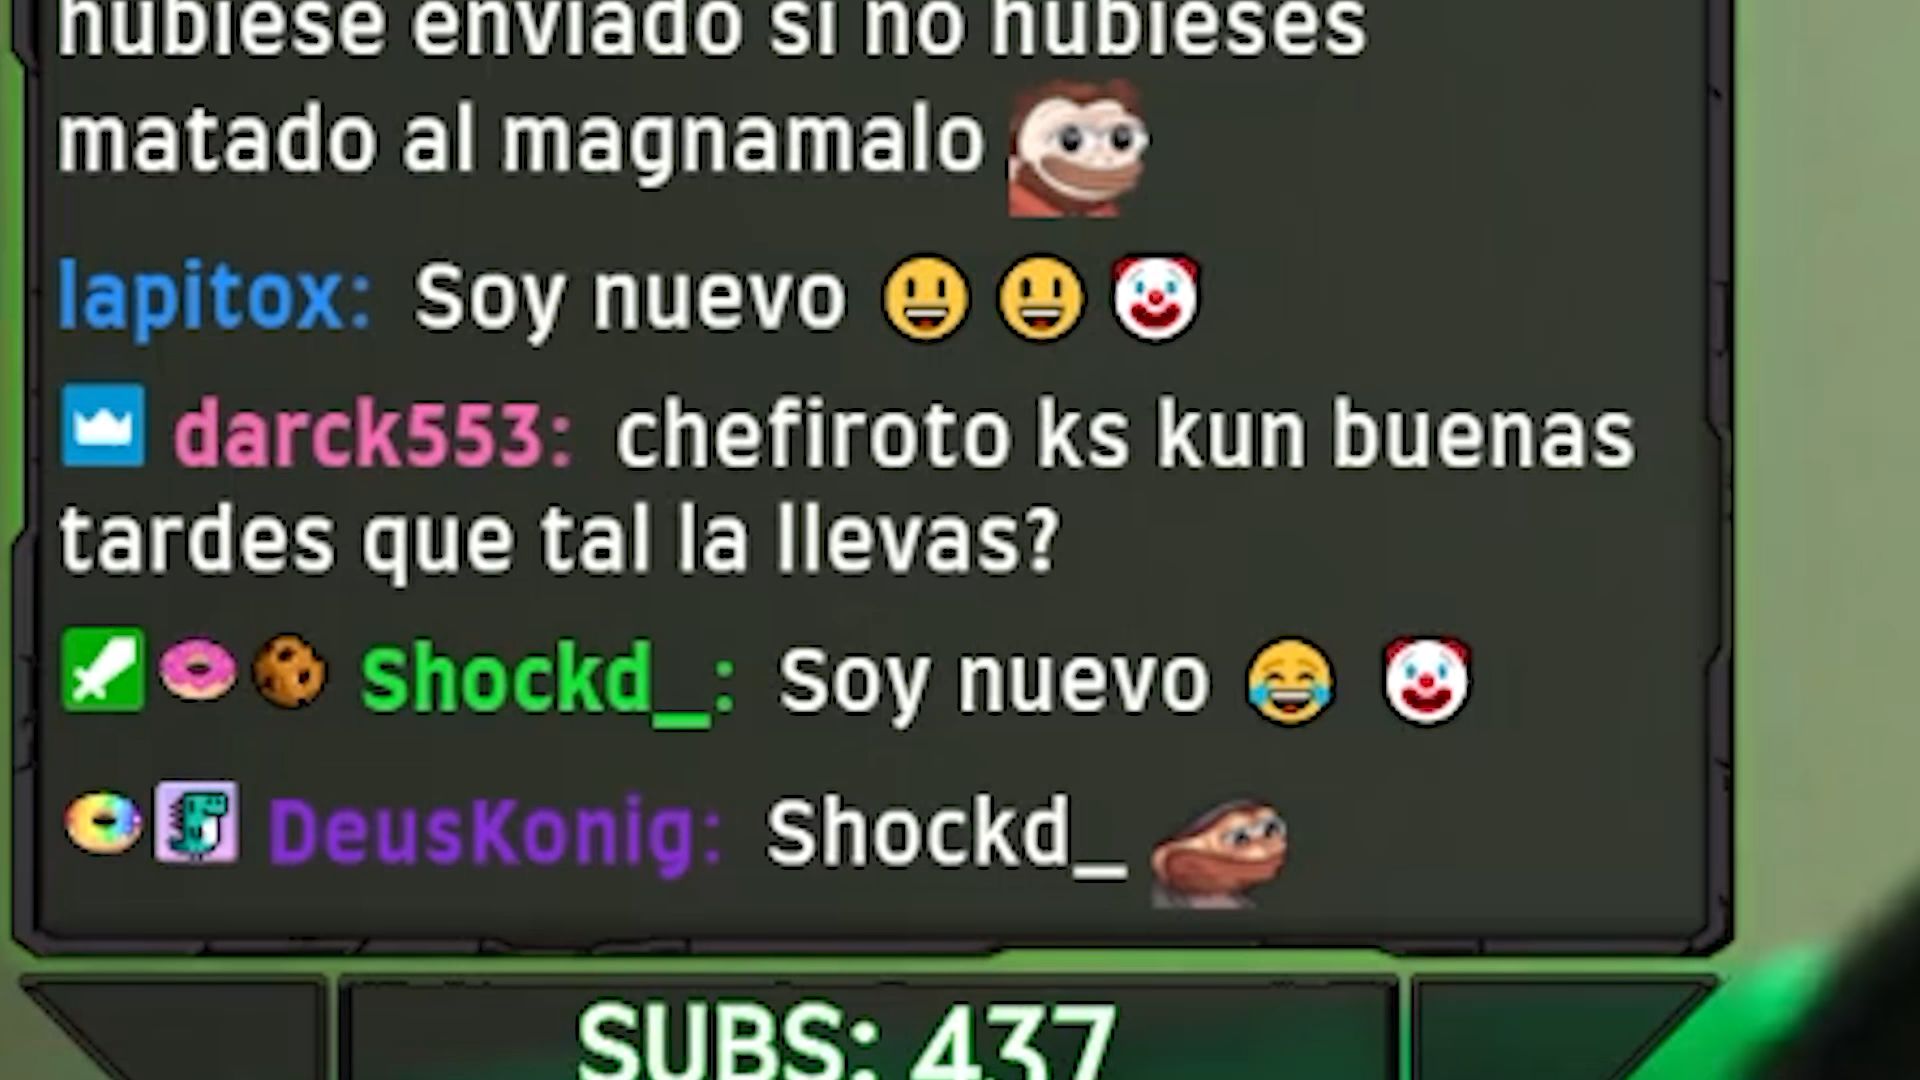 hubiese enviado si no hubieses
matado al magnamalo
lapitox: Soy nuevo 😃 😃 🤡
darck553: chefiroto ks kun buenas
tardes que tal la llevas?
Shockd_: Soy nuevo 😂 🤡
DeusKonig: Shockd_
SUBS: 437